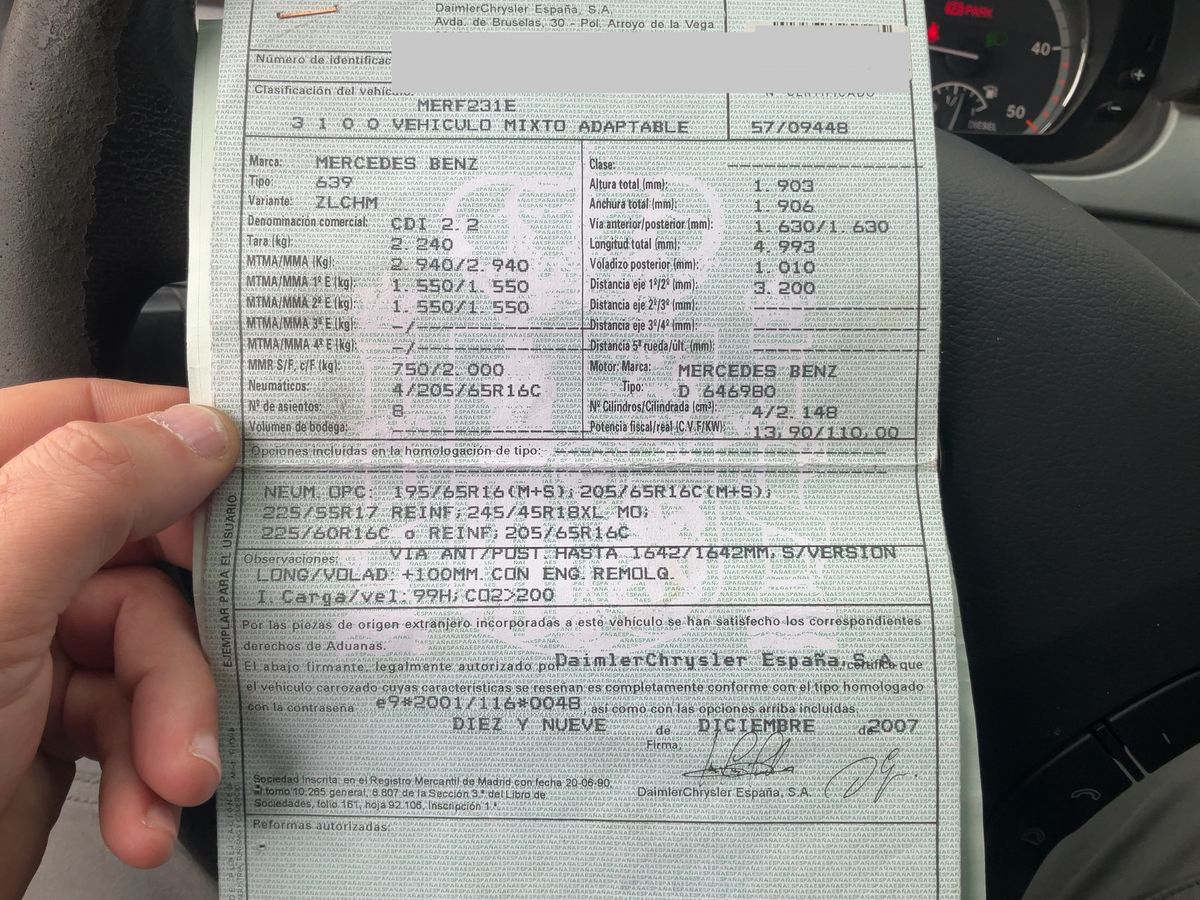 DaimlerChrysler España, S.A.
Avda. de Bruselas, 30 - Pol. Arroyo de la Vega
Número de identificac
Clasificación del vehículo:
Nº CERTIFICADO
MERF231E
3 1 0 0 VEHICULO MIXTO ADAPTABLE
57/09448
Marca: MERCEDES BENZ
Tipo: 639
Variante: ZLCHM
Denominación comercial: CDI 2.2
Tara (kg): 2.240
MTMA/MMA (Kg): 2.940/2.940
MTMA/MMA 1º E (kg): 1.550/1.550
MTMA/MMA 2º E (kg): 1.550/1.550
MTMA/MMA 3º E (kg): -/--------------
MTMA/MMA 4º E (kg): -/--------------
MMR S/F, c/F (kg): 750/2.000
Neumáticos: 4/205/65R16C
Nº de asientos: 8
Volumen de bodega: ----------------
Clase: ----------------
Altura total (mm): 1.903
Anchura total (mm): 1.906
Vía anterior/posterior (mm): 1.630/1.630
Longitud total (mm): 4.993
Voladizo posterior (mm): 1.010
Distancia eje 1º/2º (mm): 3.200
Distancia eje 2º/3º (mm): ----------------
Distancia eje 3º/4º (mm): ----------------
Distancia 5ª rueda/últ. (mm): ----------------
Motor: Marca: MERCEDES BENZ
Tipo: D 646980
Nº Cilindros/Cilindrada (cm³): 4/2.148
Potencia fiscal/real (C.V.F/KW): 13,90/110,00
Opciones incluidas en la homologación de tipo: ----------------
NEUM.OPC: 195/65R16(M+S);205/65R16C(M+S);
225/55R17 REINF;245/45R18XL MO;
225/60R16C o REINF;205/65R16C
Observaciones: VIA ANT/POST HASTA 1642/1642MM,S/VERSION
LONG/VOLAD:+100MM.CON ENG.REMOLQ.
I.Carga/vel:99H;CO2>200
Por las piezas de origen extranjero incorporadas a este vehículo se han satisfecho los correspondientes
derechos de Aduanas.
El abajo firmante, legalmente autorizado por DaimlerChrysler España,S.A. certifico que
el vehículo carrozado cuyas características se reseñan es completamente conforme con el tipo homologado
con la contraseña e9*2001/116*0048, así como con las opciones arriba incluidas.
DIEZ Y NUEVE de DICIEMBRE de 2007
Firma,
Sociedad Inscrita en el Registro Mercantil de Madrid con fecha 20-06-90,
al tomo 10.265 general, 8.807 de la Sección 3.ª del Libro de
Sociedades, folio 161, hoja 92.106, inscripción 1.ª.
DaimlerChrysler España, S.A.
Reformas autorizadas:
-
EJEMPLAR PARA EL USUARIO
PARK
40
50
DIESEL
+